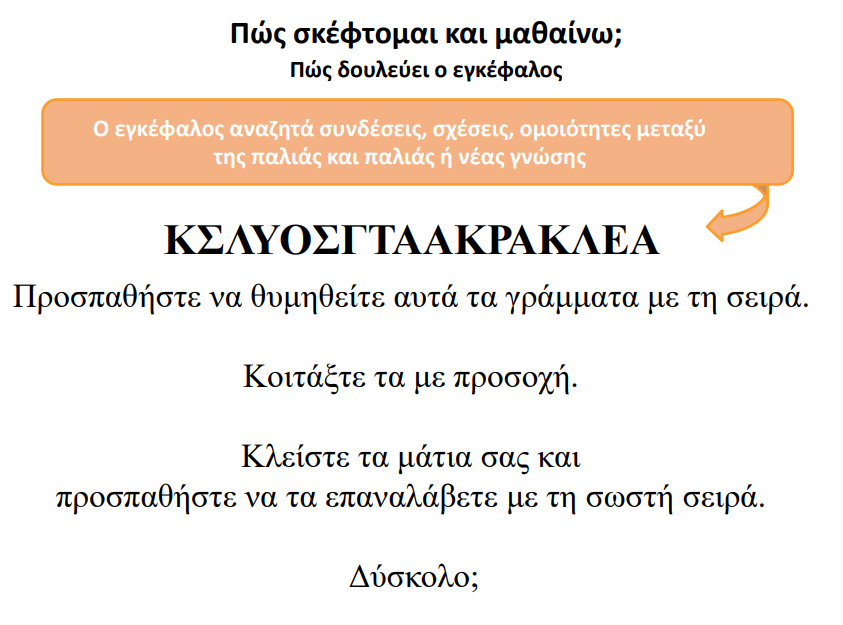 Πώς σκέφτομαι και μαθαίνω;
Πώς δουλεύει ο εγκέφαλος
Ο εγκέφαλος αναζητά συνδέσεις, σχέσεις, ομοιότητες μεταξύ
της παλιάς και παλιάς ή νέας γνώσης
ΚΣΛΥΟΣΓΤΑΑΚΡΑΚΛΕΑ
Προσπαθήστε να θυμηθείτε αυτά τα γράμματα με τη σειρά.
Κοιτάξτε τα με προσοχή.
Κλείστε τα μάτια σας και
προσπαθήστε να τα επαναλάβετε με τη σωστή σειρά.
Δύσκολο;